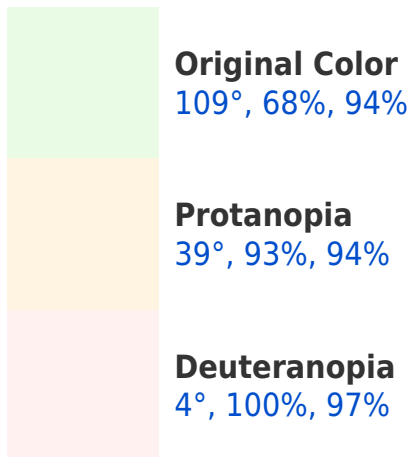 Original Color
109°, 68%, 94%
Protanopia
39°, 93%, 94%
Deuteranopia
4°, 100%, 97%